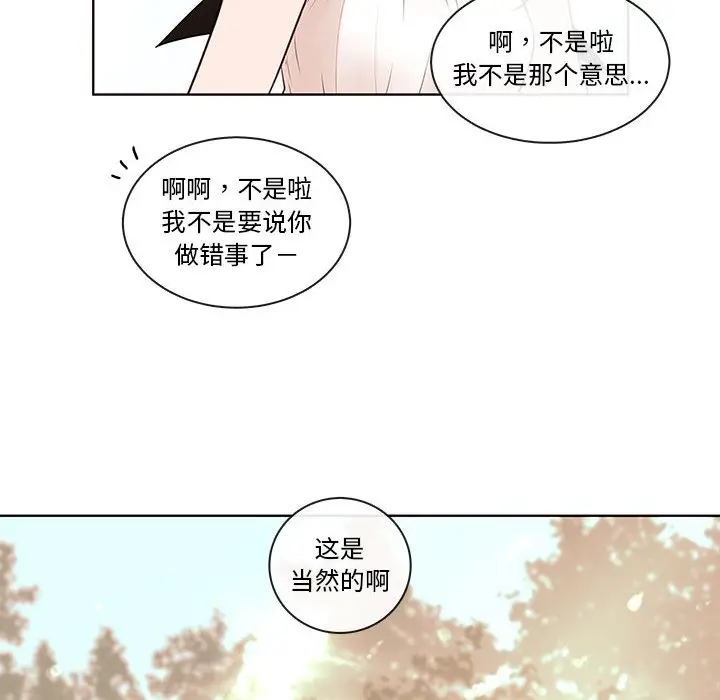 啊，不是啦
我不是那个意思...
啊啊，不是啦
我不是要说你
做错事了－
这是
当然的啊